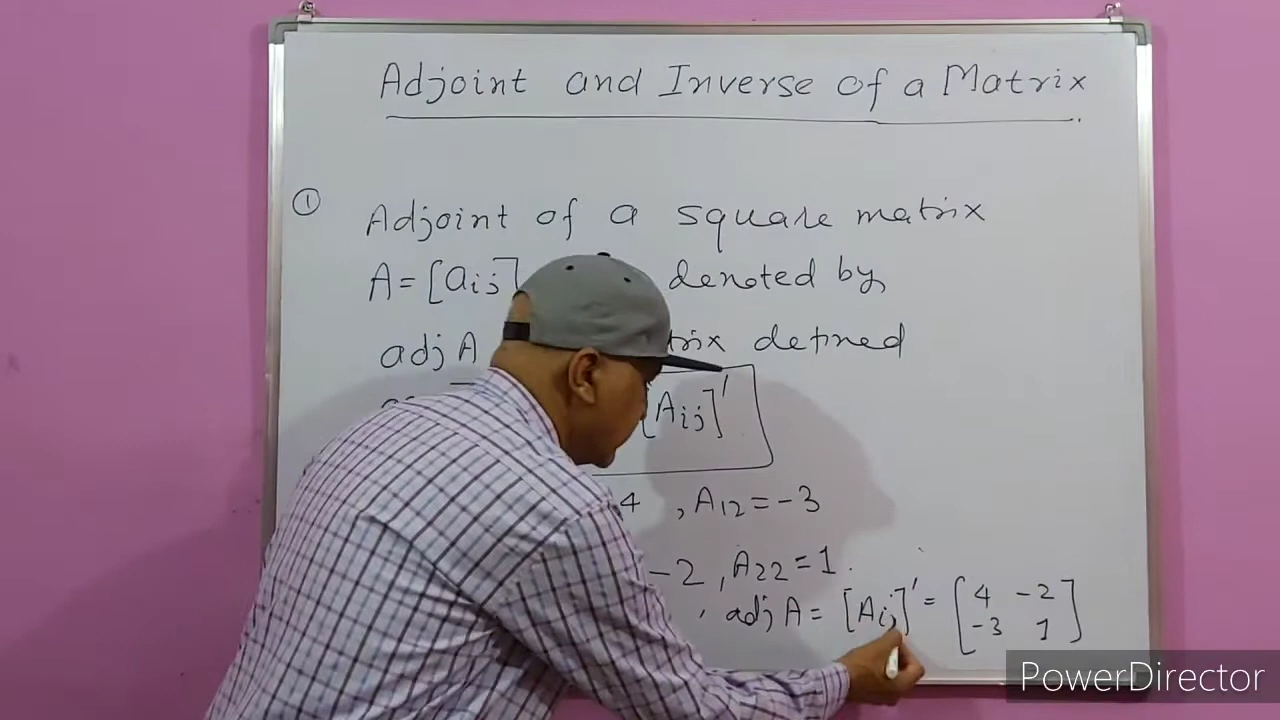 Adjoint and Inverse of a Matrix
①
Adjoint of a square matrix
A = [aij] denoted by
adj A defined
[Aij]'
4 , A12 = -3
-2 , A22 = 1.
adj A = [Aij]' = [4 -2
-3 1]
PowerDirector